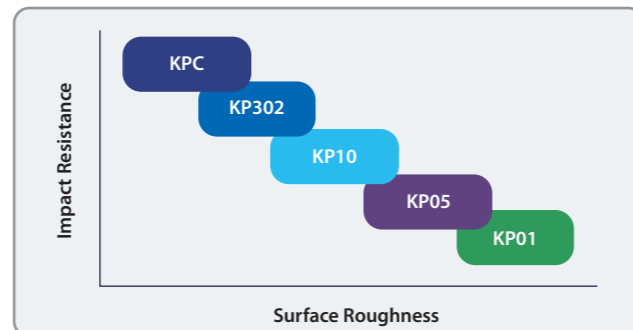 Impact Resistance
KPC
KP302
KP10
KP05
KP01
Surface Roughness